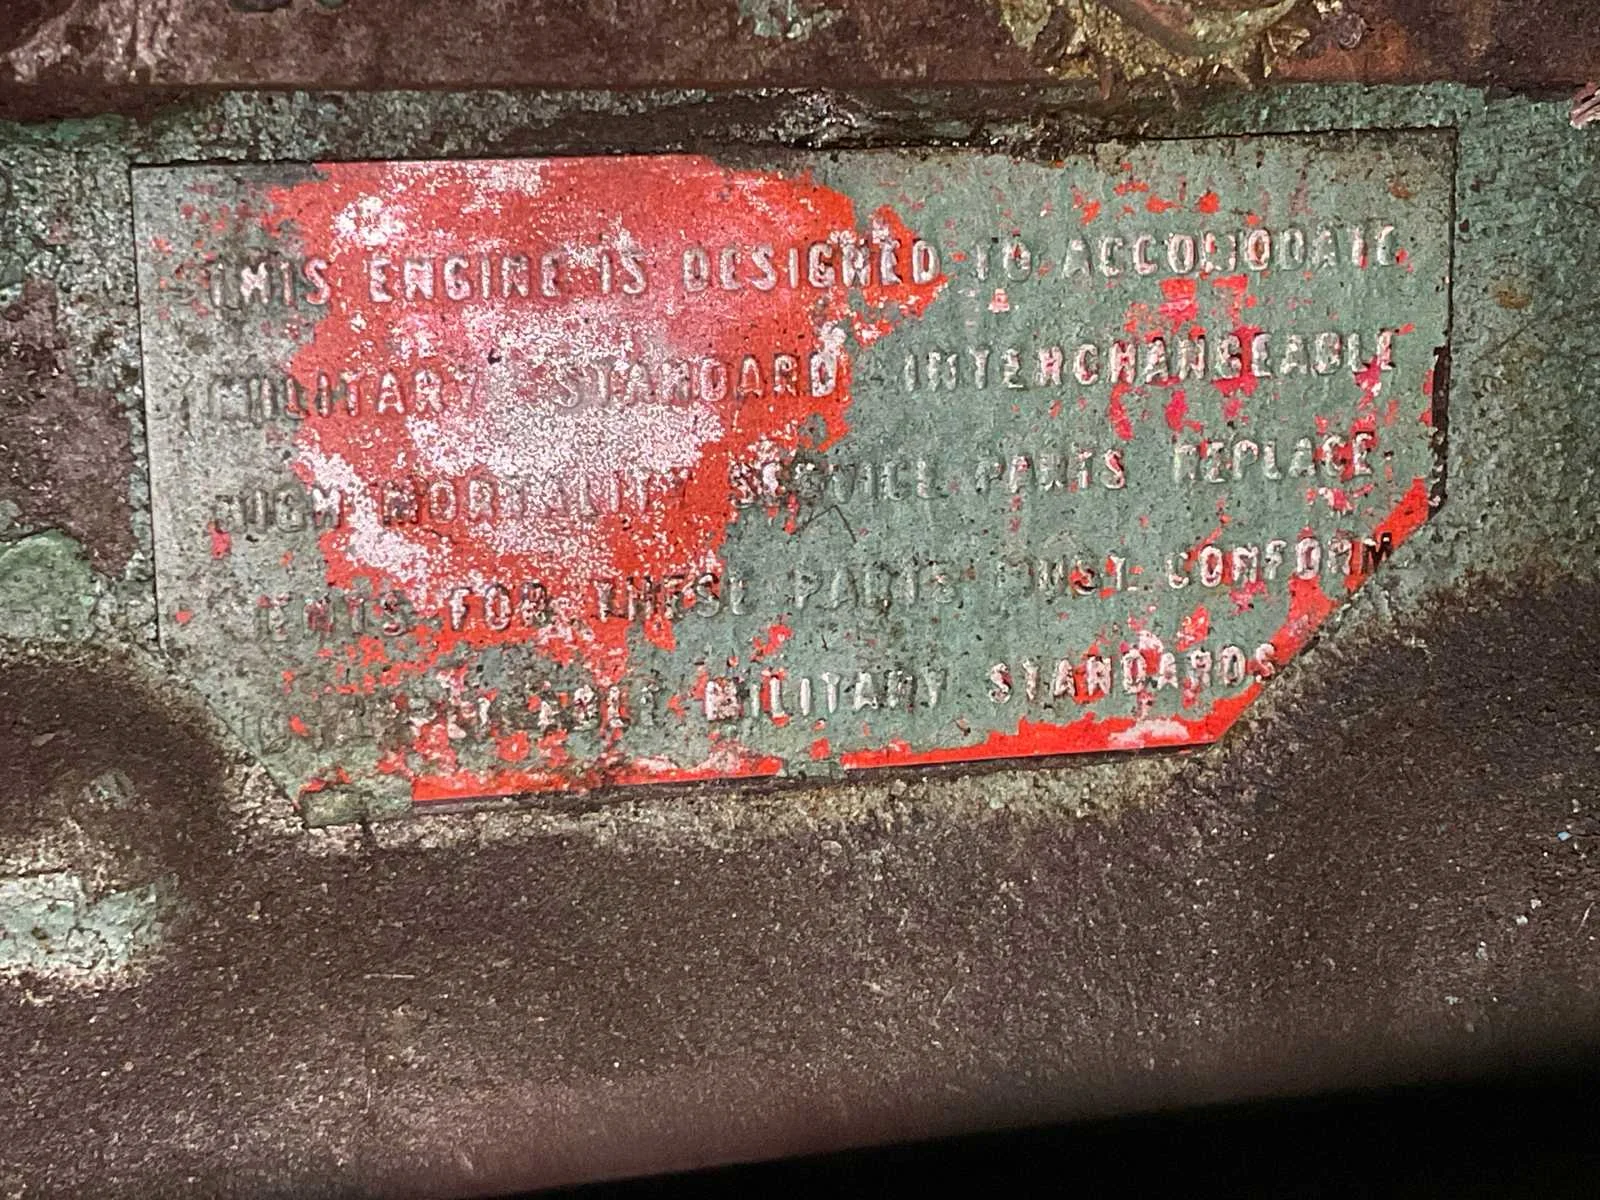 THIS ENGINE IS DESIGNED TO ACCOMODATE
MILITARY STANDARD INTERCHANGEABLE
HIGH MORTALITY SERVICE PARTS REPLACE-
MENTS FOR THESE PARTS MUST CONFORM
MILITARY STANDARDS